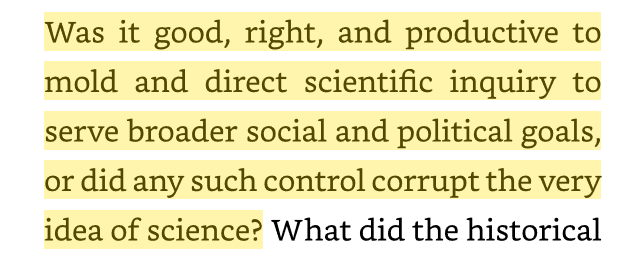 Was it good, right, and productive to
mold and direct scientific inquiry to
serve broader social and political goals,
or did any such control corrupt the very
idea of science? What did the historical